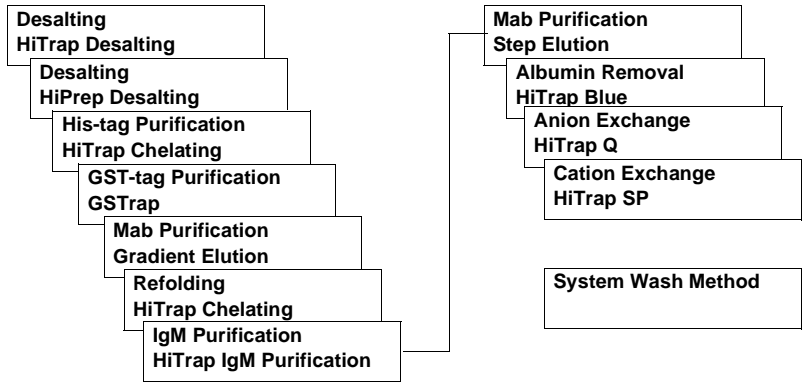 Desalting
HiTrap Desalting
Desalting
HiPrep Desalting
His-tag Purification
HiTrap Chelating
GST-tag Purification
GSTrap
Mab Purification
Gradient Elution
Refolding
HiTrap Chelating
IgM Purification
HiTrap IgM Purification
Mab Purification
Step Elution
Albumin Removal
HiTrap Blue
Anion Exchange
HiTrap Q
Cation Exchange
HiTrap SP
System Wash Method